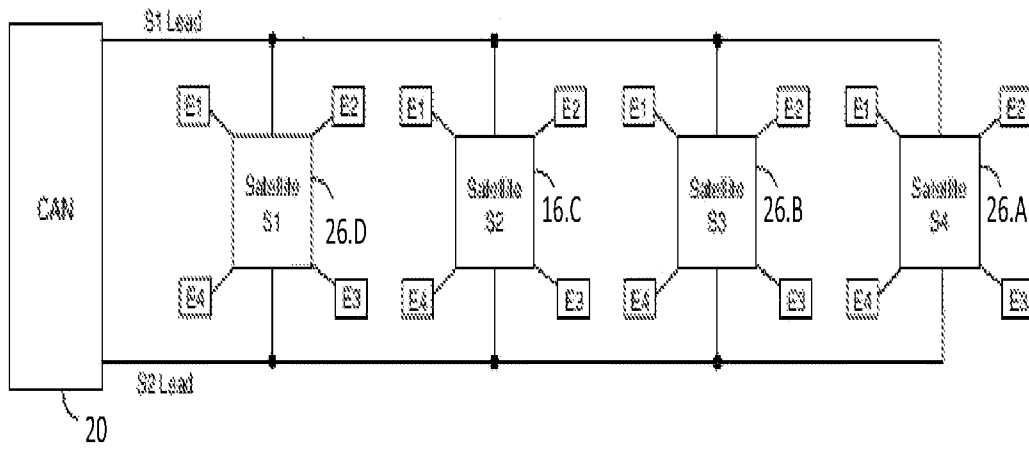 S1 Lead
E1 E2 E1 E2 E1 E2 E1 E2
CAN
Satellite S1
26.D
Satellite S2
16.C
Satellite S3
26.B
Satellite S4
26.A
E4 E3 E4 E3 E4 E3 E4 E3
S2 Lead
20